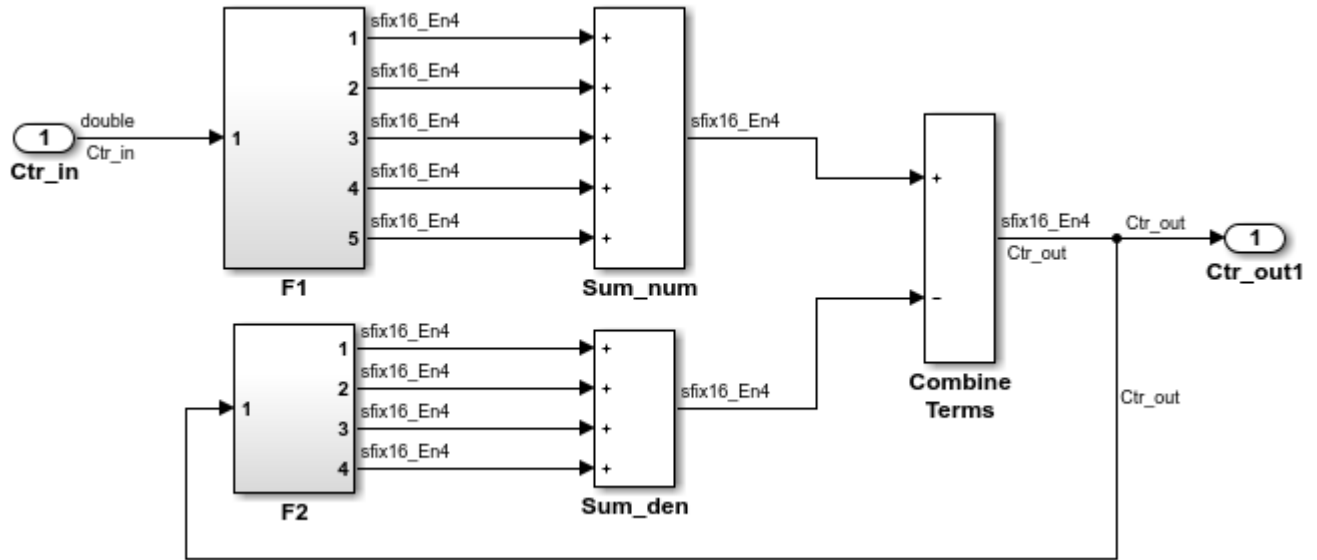 1
Ctr_in
double
Ctr_in
1
1
2
3
4
5
F1
sfix16_En4
sfix16_En4
sfix16_En4
sfix16_En4
sfix16_En4
+
+
+
+
+
Sum_num
sfix16_En4
1
1
2
3
4
F2
sfix16_En4
sfix16_En4
sfix16_En4
sfix16_En4
+
+
+
+
Sum_den
sfix16_En4
+
−
Combine
Terms
sfix16_En4
Ctr_out
Ctr_out
Ctr_out
1
Ctr_out1